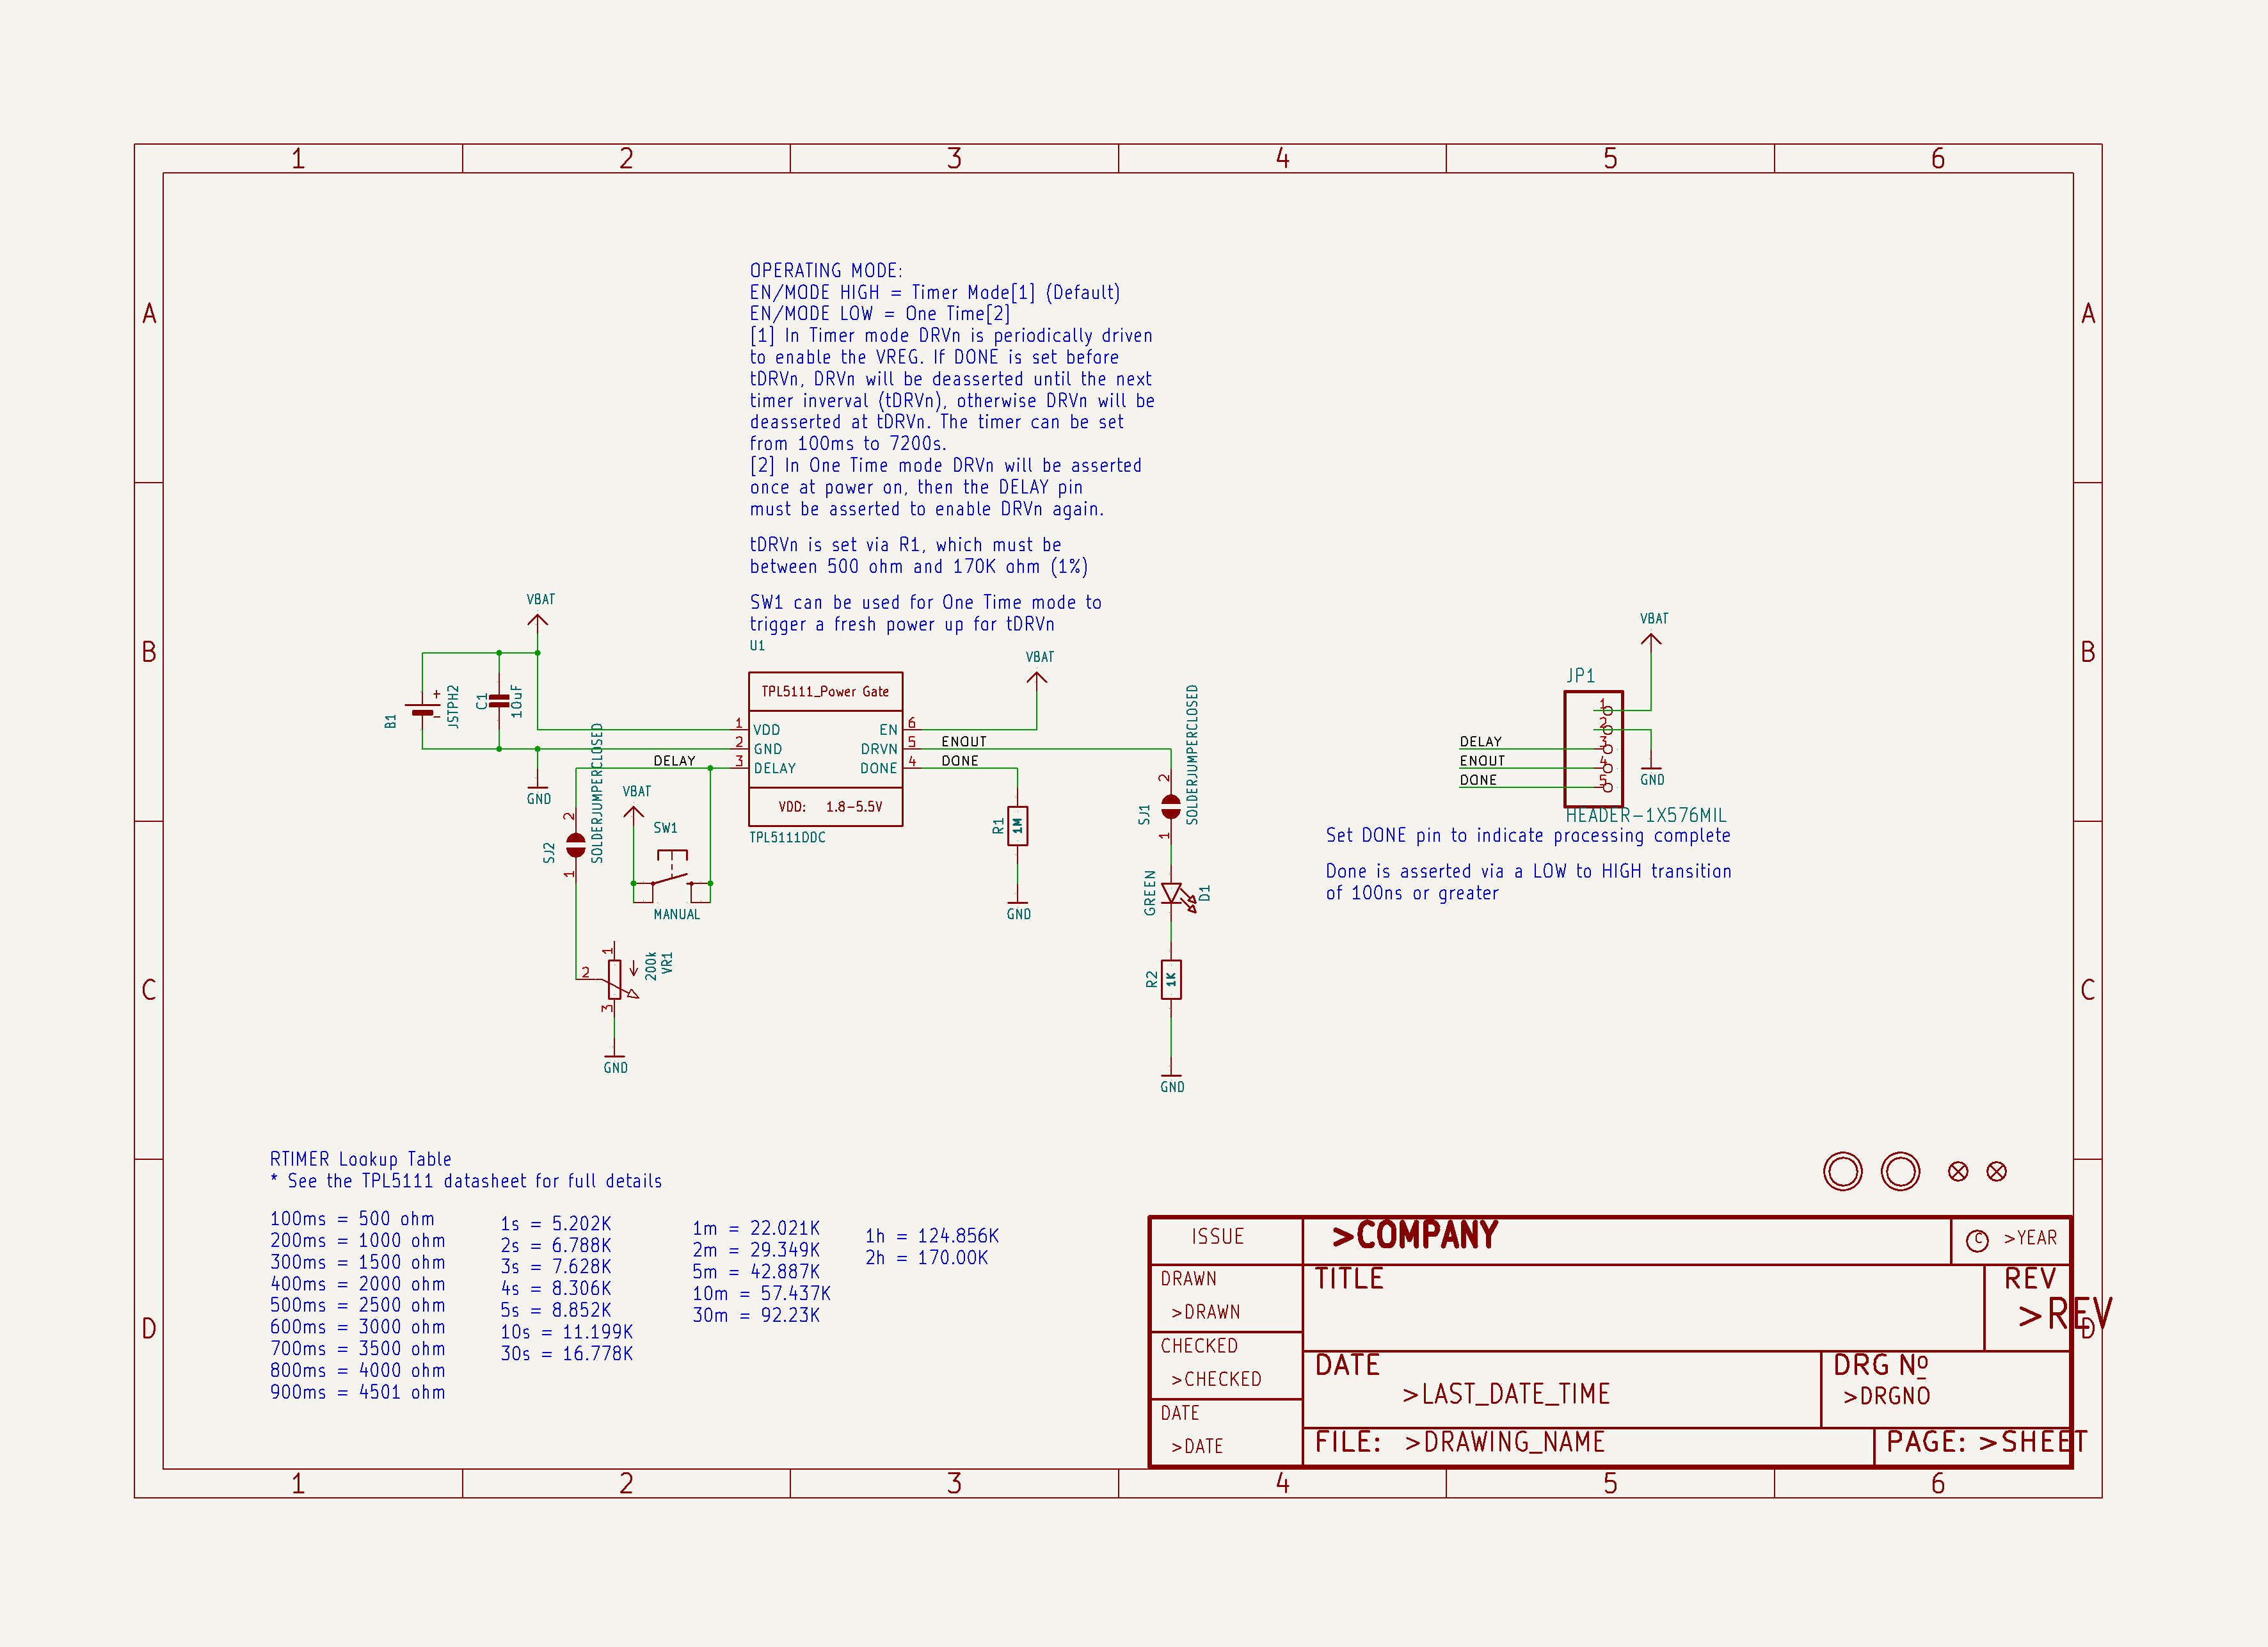 1 2 3 4 5 6
A A
B B
C C
D D
OPERATING MODE:
EN/MODE HIGH = Timer Mode[1] (Default)
EN/MODE LOW = One Time[2]
[1] In Timer mode DRVn is periodically driven
to enable the VREG. If DONE is set before
tDRVn, DRVn will be deasserted until the next
timer inverval (tDRVn), otherwise DRVn will be
deasserted at tDRVn. The timer can be set
from 100ms to 7200s.
[2] In One Time mode DRVn will be asserted
once at power on, then the DELAY pin
must be asserted to enable DRVn again.
tDRVn is set via R1, which must be
between 500 ohm and 170K ohm (1%)
SW1 can be used for One Time mode to
trigger a fresh power up for tDRVn
VBAT
B1
+
-
JSTPH2
C1
10uF
GND
U1
TPL5111_Power Gate
1 VDD
2 GND
3 DELAY
EN 6
DRVN 5
DONE 4
VDD: 1.8-5.5V
TPL5111DDC
DELAY
VBAT
ENOUT
DONE
SJ2
2
1
SOLDERJUMPERCLOSED
VBAT
SW1
MANUAL
1
2
3
200k
VR1
GND
R1
1M
GND
SJ1
2
1
SOLDERJUMPERCLOSED
GREEN
D1
R2
1K
GND
VBAT
JP1
1
2
3
4
5
DELAY
ENOUT
DONE
GND
HEADER-1X576MIL
Set DONE pin to indicate processing complete
Done is asserted via a LOW to HIGH transition
of 100ns or greater
RTIMER Lookup Table
* See the TPL5111 datasheet for full details
100ms = 500 ohm
200ms = 1000 ohm
300ms = 1500 ohm
400ms = 2000 ohm
500ms = 2500 ohm
600ms = 3000 ohm
700ms = 3500 ohm
800ms = 4000 ohm
900ms = 4501 ohm
1s = 5.202K
2s = 6.788K
3s = 7.628K
4s = 8.306K
5s = 8.852K
10s = 11.199K
30s = 16.778K
1m = 22.021K
2m = 29.349K
5m = 42.887K
10m = 57.437K
30m = 92.23K
1h = 124.856K
2h = 170.00K
ISSUE
>COMPANY
© >YEAR
DRAWN
>DRAWN
TITLE
REV
>REV
CHECKED
>CHECKED
DATE
>LAST_DATE_TIME
DRG Nº
>DRGNO
DATE
>DATE
FILE: >DRAWING_NAME
PAGE: >SHEET
1 2 3 4 5 6